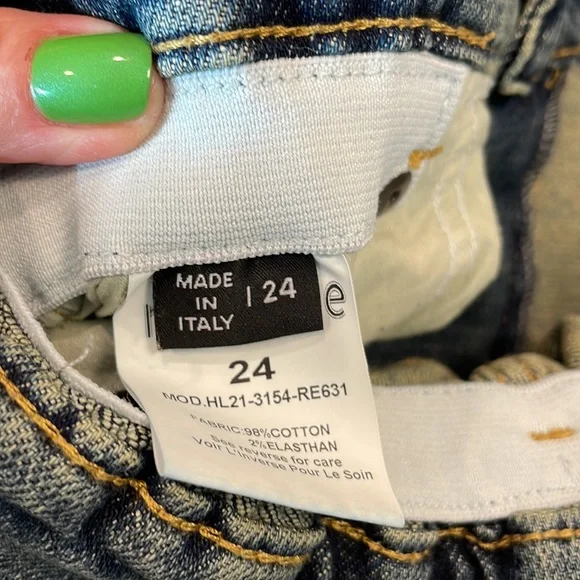 MADE
IN
ITALY
| 24
e
24
MOD.HL21-3154-RE631
FABRIC:98%COTTON
2%ELASTHAN
See reverse for care
Voir L'Inverse Pour Le Soin